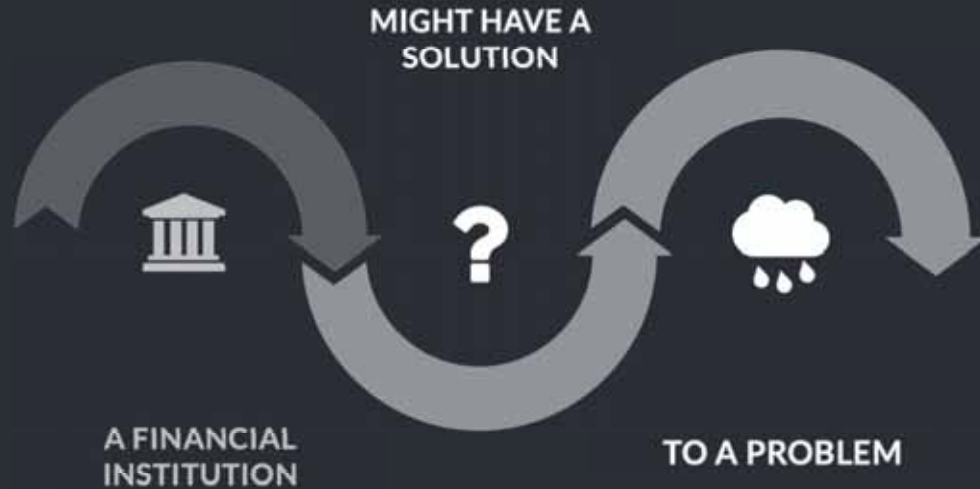 A FINANCIAL
INSTITUTION
MIGHT HAVE A
SOLUTION
?
TO A PROBLEM